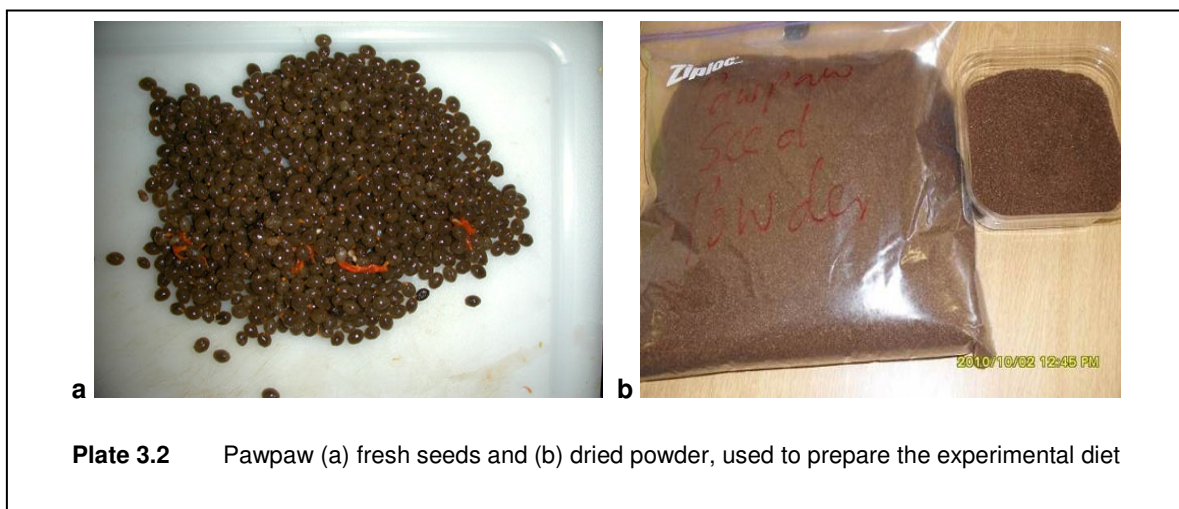 Ziploc
Pawpaw
Seed
Powder
2010/10/02 12:45 PM
a
b
Plate 3.2 Pawpaw (a) fresh seeds and (b) dried powder, used to prepare the experimental diet